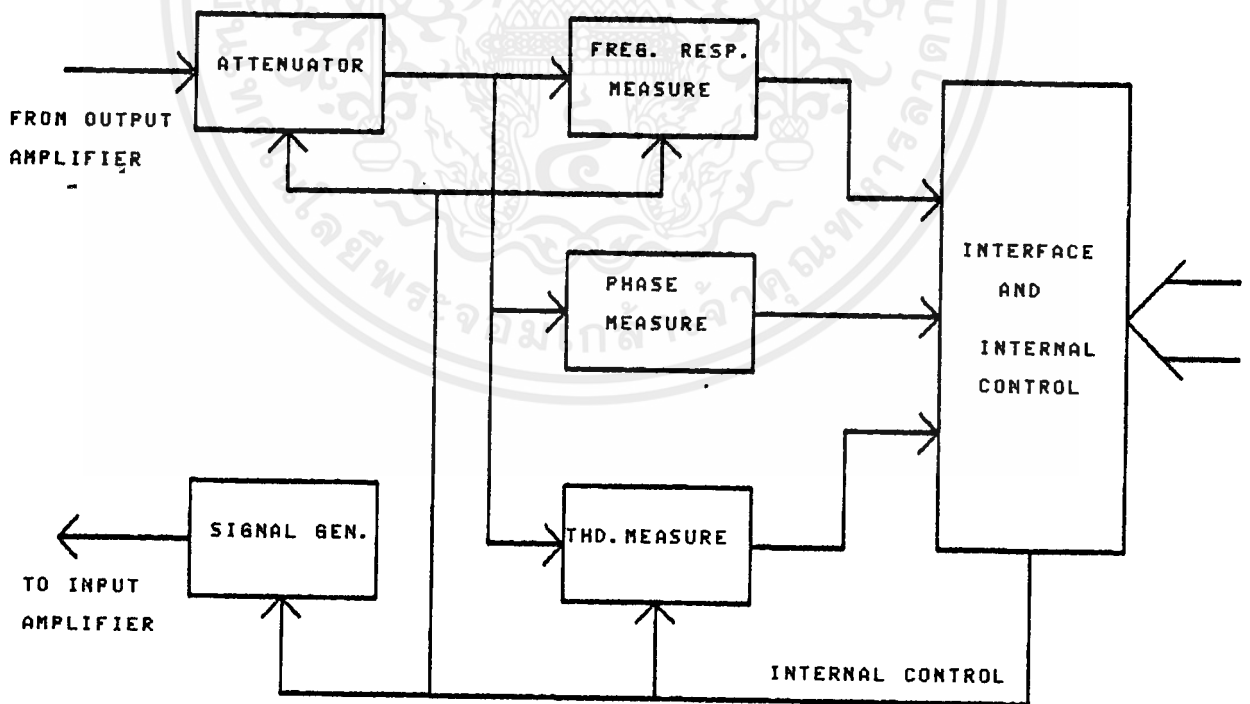 ATTENUATOR
FREG. RESP.
MEASURE
FROM OUTPUT
AMPLIFIER
INTERFACE
AND
INTERNAL
CONTROL
PHASE
MEASURE
SIGNAL GEN.
THD. MEASURE
TO INPUT
AMPLIFIER
INTERNAL CONTROL